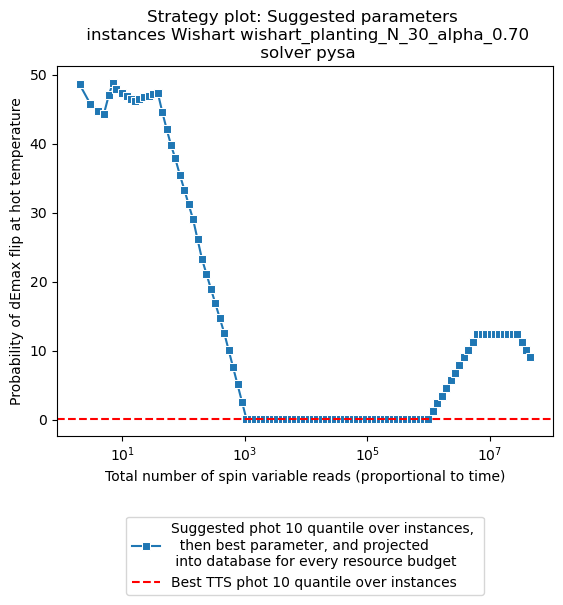 Strategy plot: Suggested parameters
instances Wishart wishart_planting_N_30_alpha_0.70
solver pysa
Probability of dEmax flip at hot temperature
50
40
30
20
10
0
10^1
10^3
10^5
10^7
Total number of spin variable reads (proportional to time)
Suggested phot 10 quantile over instances,
then best parameter, and projected
into database for every resource budget
Best TTS phot 10 quantile over instances